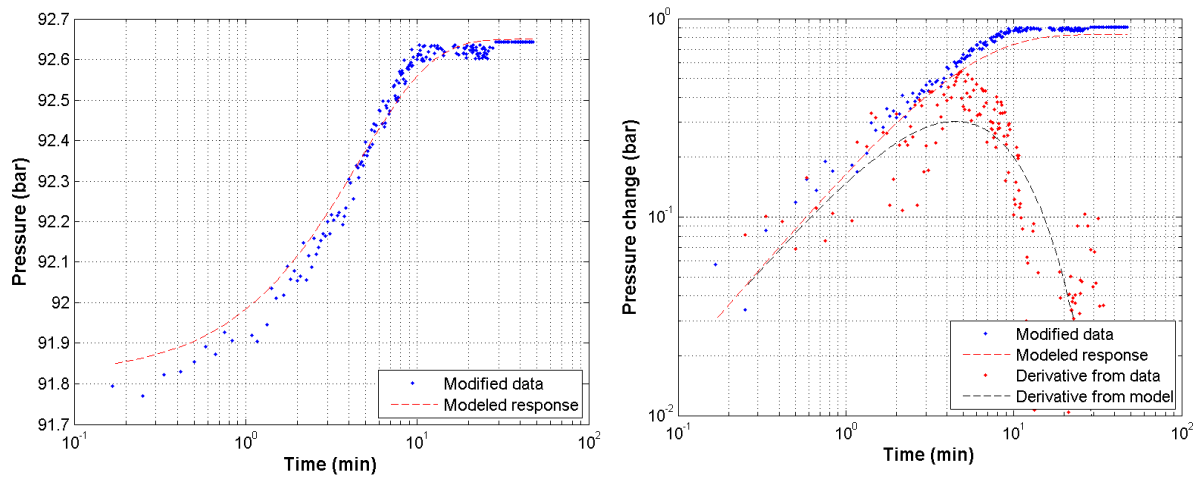 92.7
92.6
92.5
92.4
92.3
92.2
92.1
92
91.9
91.8
91.7
Pressure (bar)
10^-1
10^0
10^1
10^2
Time (min)
Modified data
Modeled response
10^0
10^-1
10^-2
Pressure change (bar)
10^-1
10^0
10^1
10^2
Time (min)
Modified data
Modeled response
Derivative from data
Derivative from model